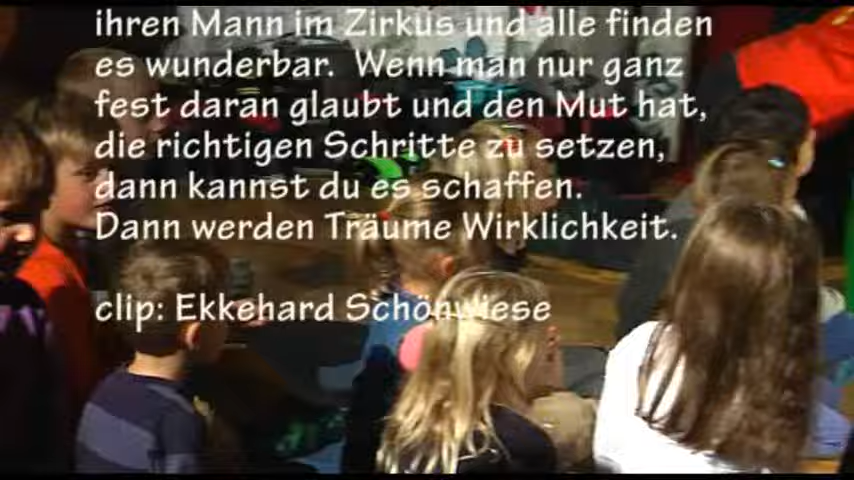 ihren Mann im Zirkus und alle finden
es wunderbar. Wenn man nur ganz
fest daran glaubt und den Mut hat,
die richtigen Schritte zu setzen,
dann kannst du es schaffen.
Dann werden Träume Wirklichkeit.
clip: Ekkehard Schönwiese